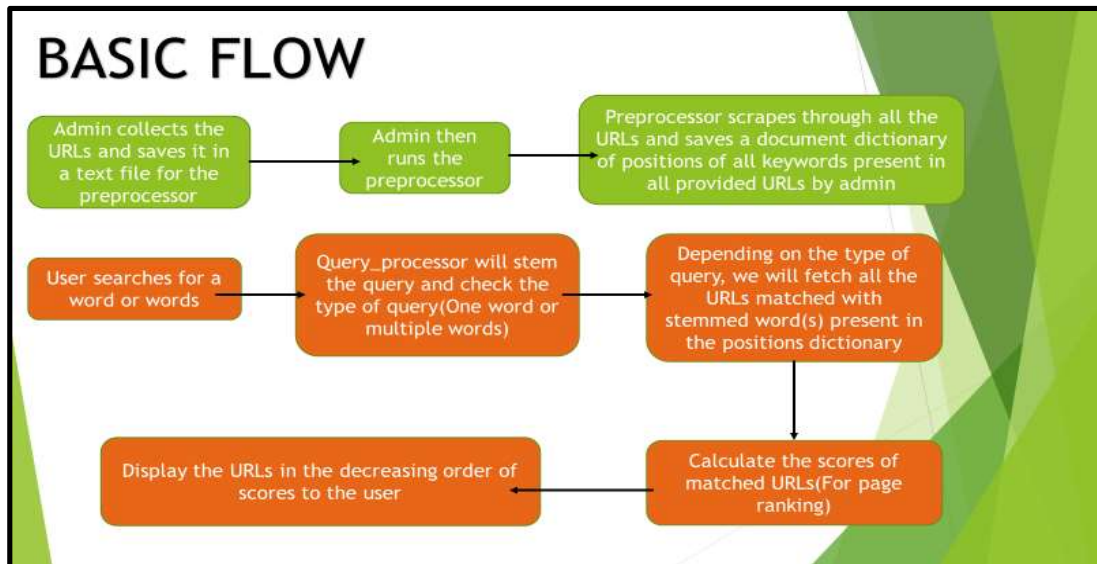 BASIC FLOW
Admin collects the
URLs and saves it in
a text file for the
preprocessor
Admin then
runs the
preprocessor
Preprocessor scrapes through all the
URLs and saves a document dictionary
of positions of all keywords present in
all provided URLs by admin
User searches for a
word or words
Query_processor will stem
the query and check the
type of query(One word or
multiple words)
Depending on the type of
query, we will fetch all the
URLs matched with
stemmed word(s) present in
the positions dictionary
Display the URLs in the decreasing order of
scores to the user
Calculate the scores of
matched URLs(For page
ranking)